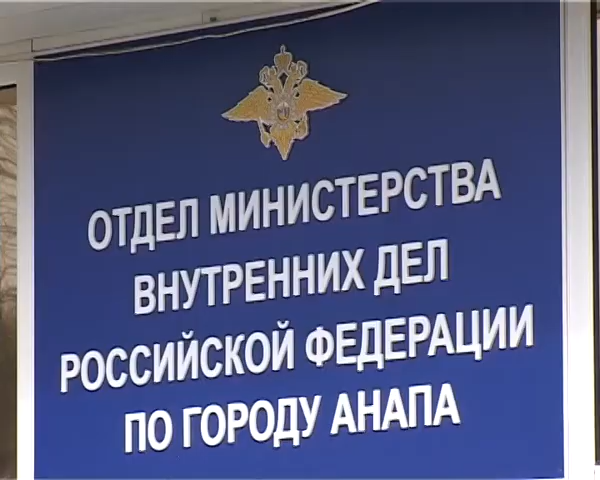 ОТДЕЛ МИНИСТЕРСТВА
ВНУТРЕННИХ ДЕЛ
РОССИЙСКОЙ ФЕДЕРАЦИИ
ПО ГОРОДУ АНАПА